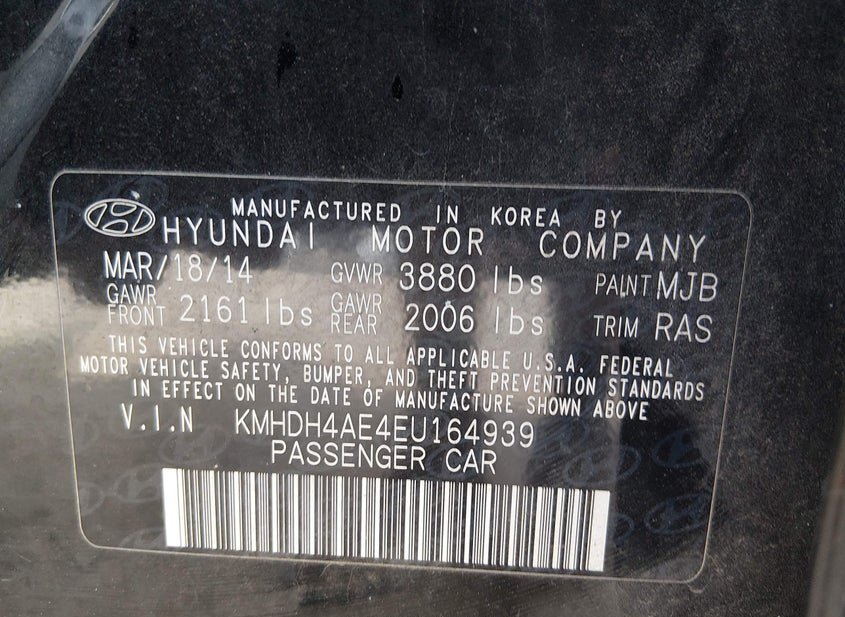 MANUFACTURED IN KOREA BY
HYUNDAI MOTOR COMPANY
MAR/18/14 GVWR 3880 lbs PAINT MJB
GAWR FRONT 2161 lbs GAWR REAR 2006 lbs TRIM RAS
THIS VEHICLE CONFORMS TO ALL APPLICABLE U.S.A. FEDERAL
MOTOR VEHICLE SAFETY, BUMPER, AND THEFT PREVENTION STANDARDS
IN EFFECT ON THE DATE OF MANUFACTURE SHOWN ABOVE
V.I.N KMHDH4AE4EU164939
PASSENGER CAR